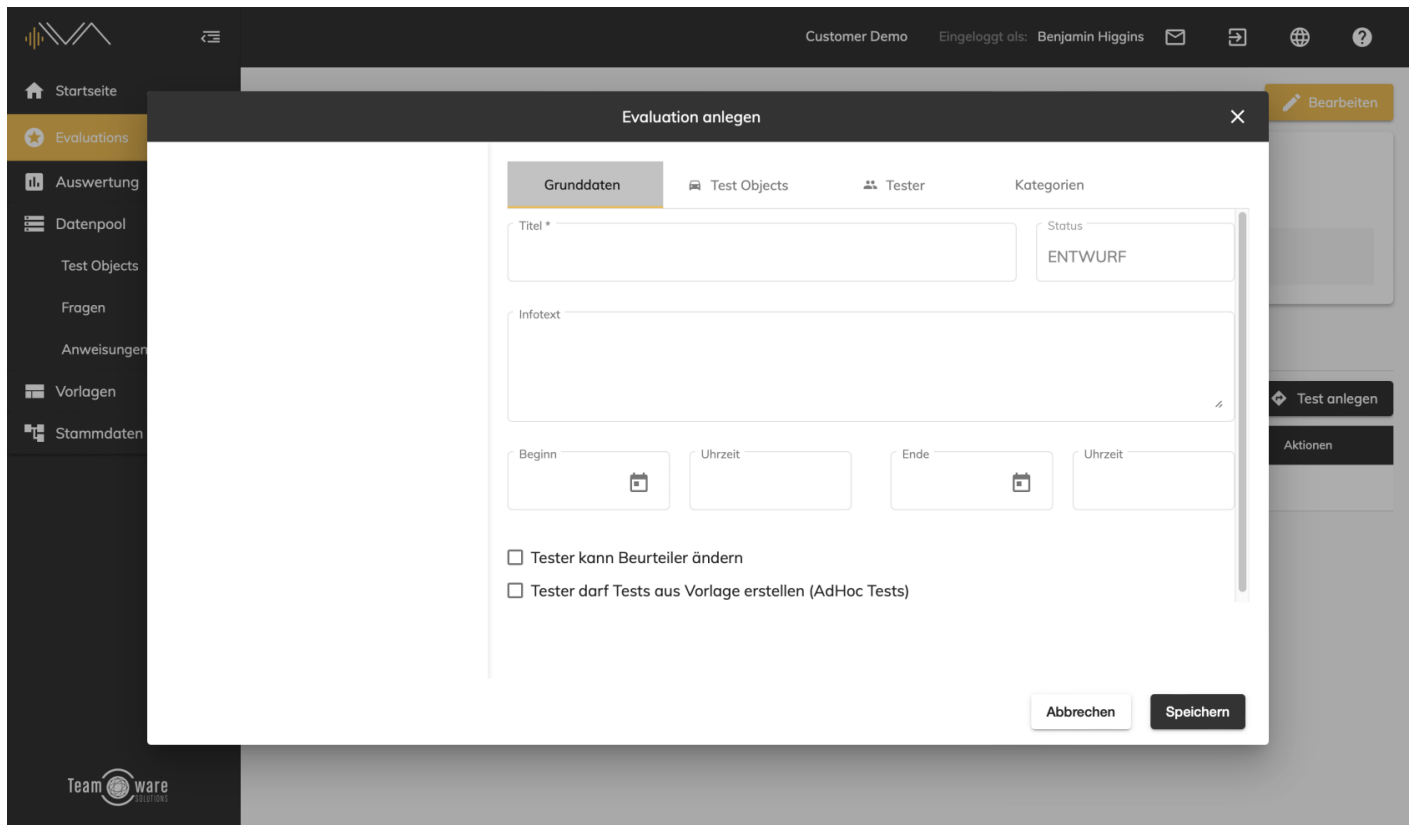 Customer Demo Eingeloggt als: Benjamin Higgins
Startseite
Bearbeiten
Evaluation anlegen
Evaluations
Auswertung
Datenpool
Test Objects
Fragen
Anweisungen
Vorlagen
Stammdaten
Grunddaten Test Objects Tester Kategorien
Titel * Status
ENTWURF
Infotext
Test anlegen
Aktionen
Beginn Uhrzeit Ende Uhrzeit
Tester kann Beurteiler ändern
Tester darf Tests aus Vorlage erstellen (AdHoc Tests)
Abbrechen Speichern
Team ware
SOLUTIONS